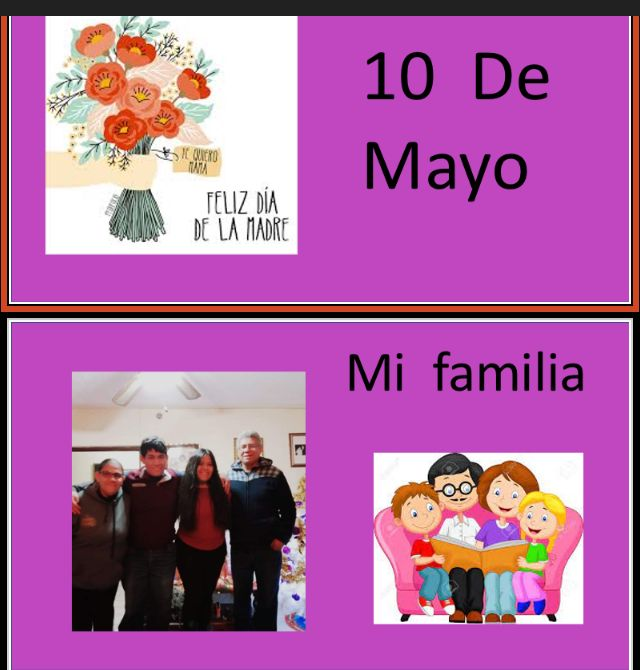 10 De
Mayo
TE QUIERO
MAMÁ
FELIZ DÍA
DE LA MADRE
Mi familia